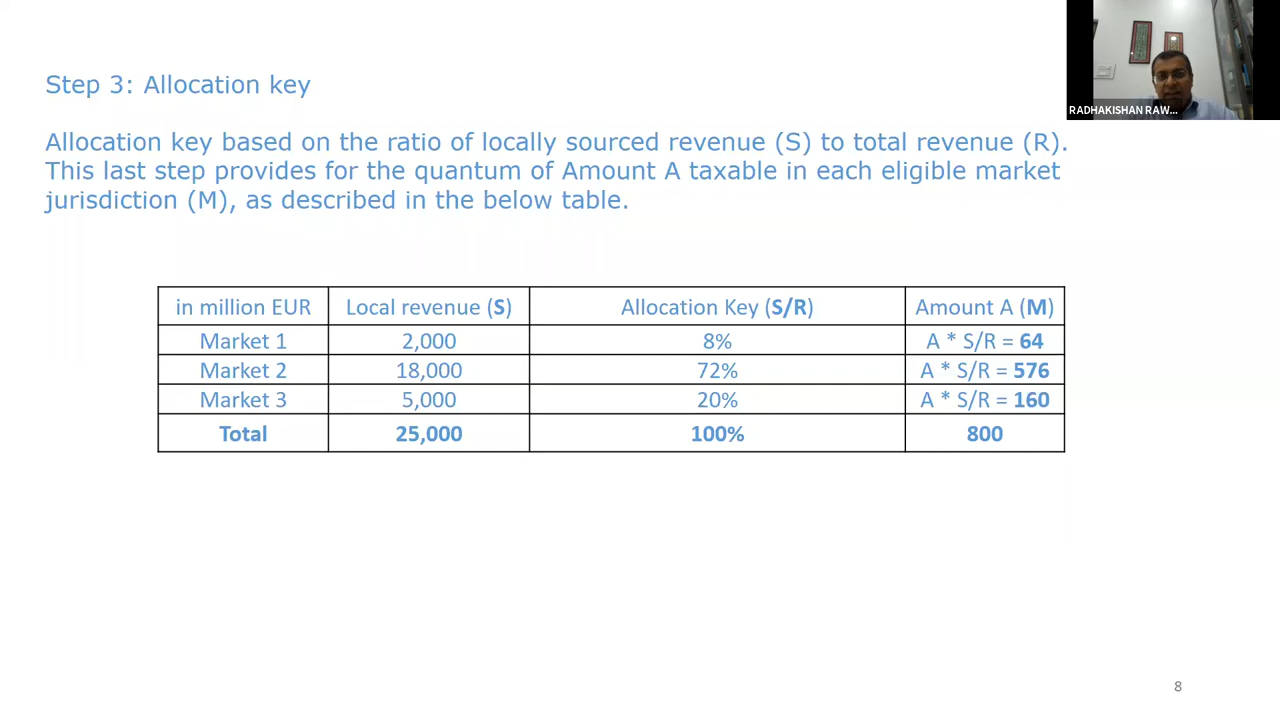 Step 3: Allocation key
RADHAKISHAN RAW...
Allocation key based on the ratio of locally sourced revenue (S) to total revenue (R).
This last step provides for the quantum of Amount A taxable in each eligible market
jurisdiction (M), as described in the below table.
in million EUR Local revenue (S) Allocation Key (S/R) Amount A (M)
Market 1 2,000 8% A * S/R = 64
Market 2 18,000 72% A * S/R = 576
Market 3 5,000 20% A * S/R = 160
Total 25,000 100% 800
8